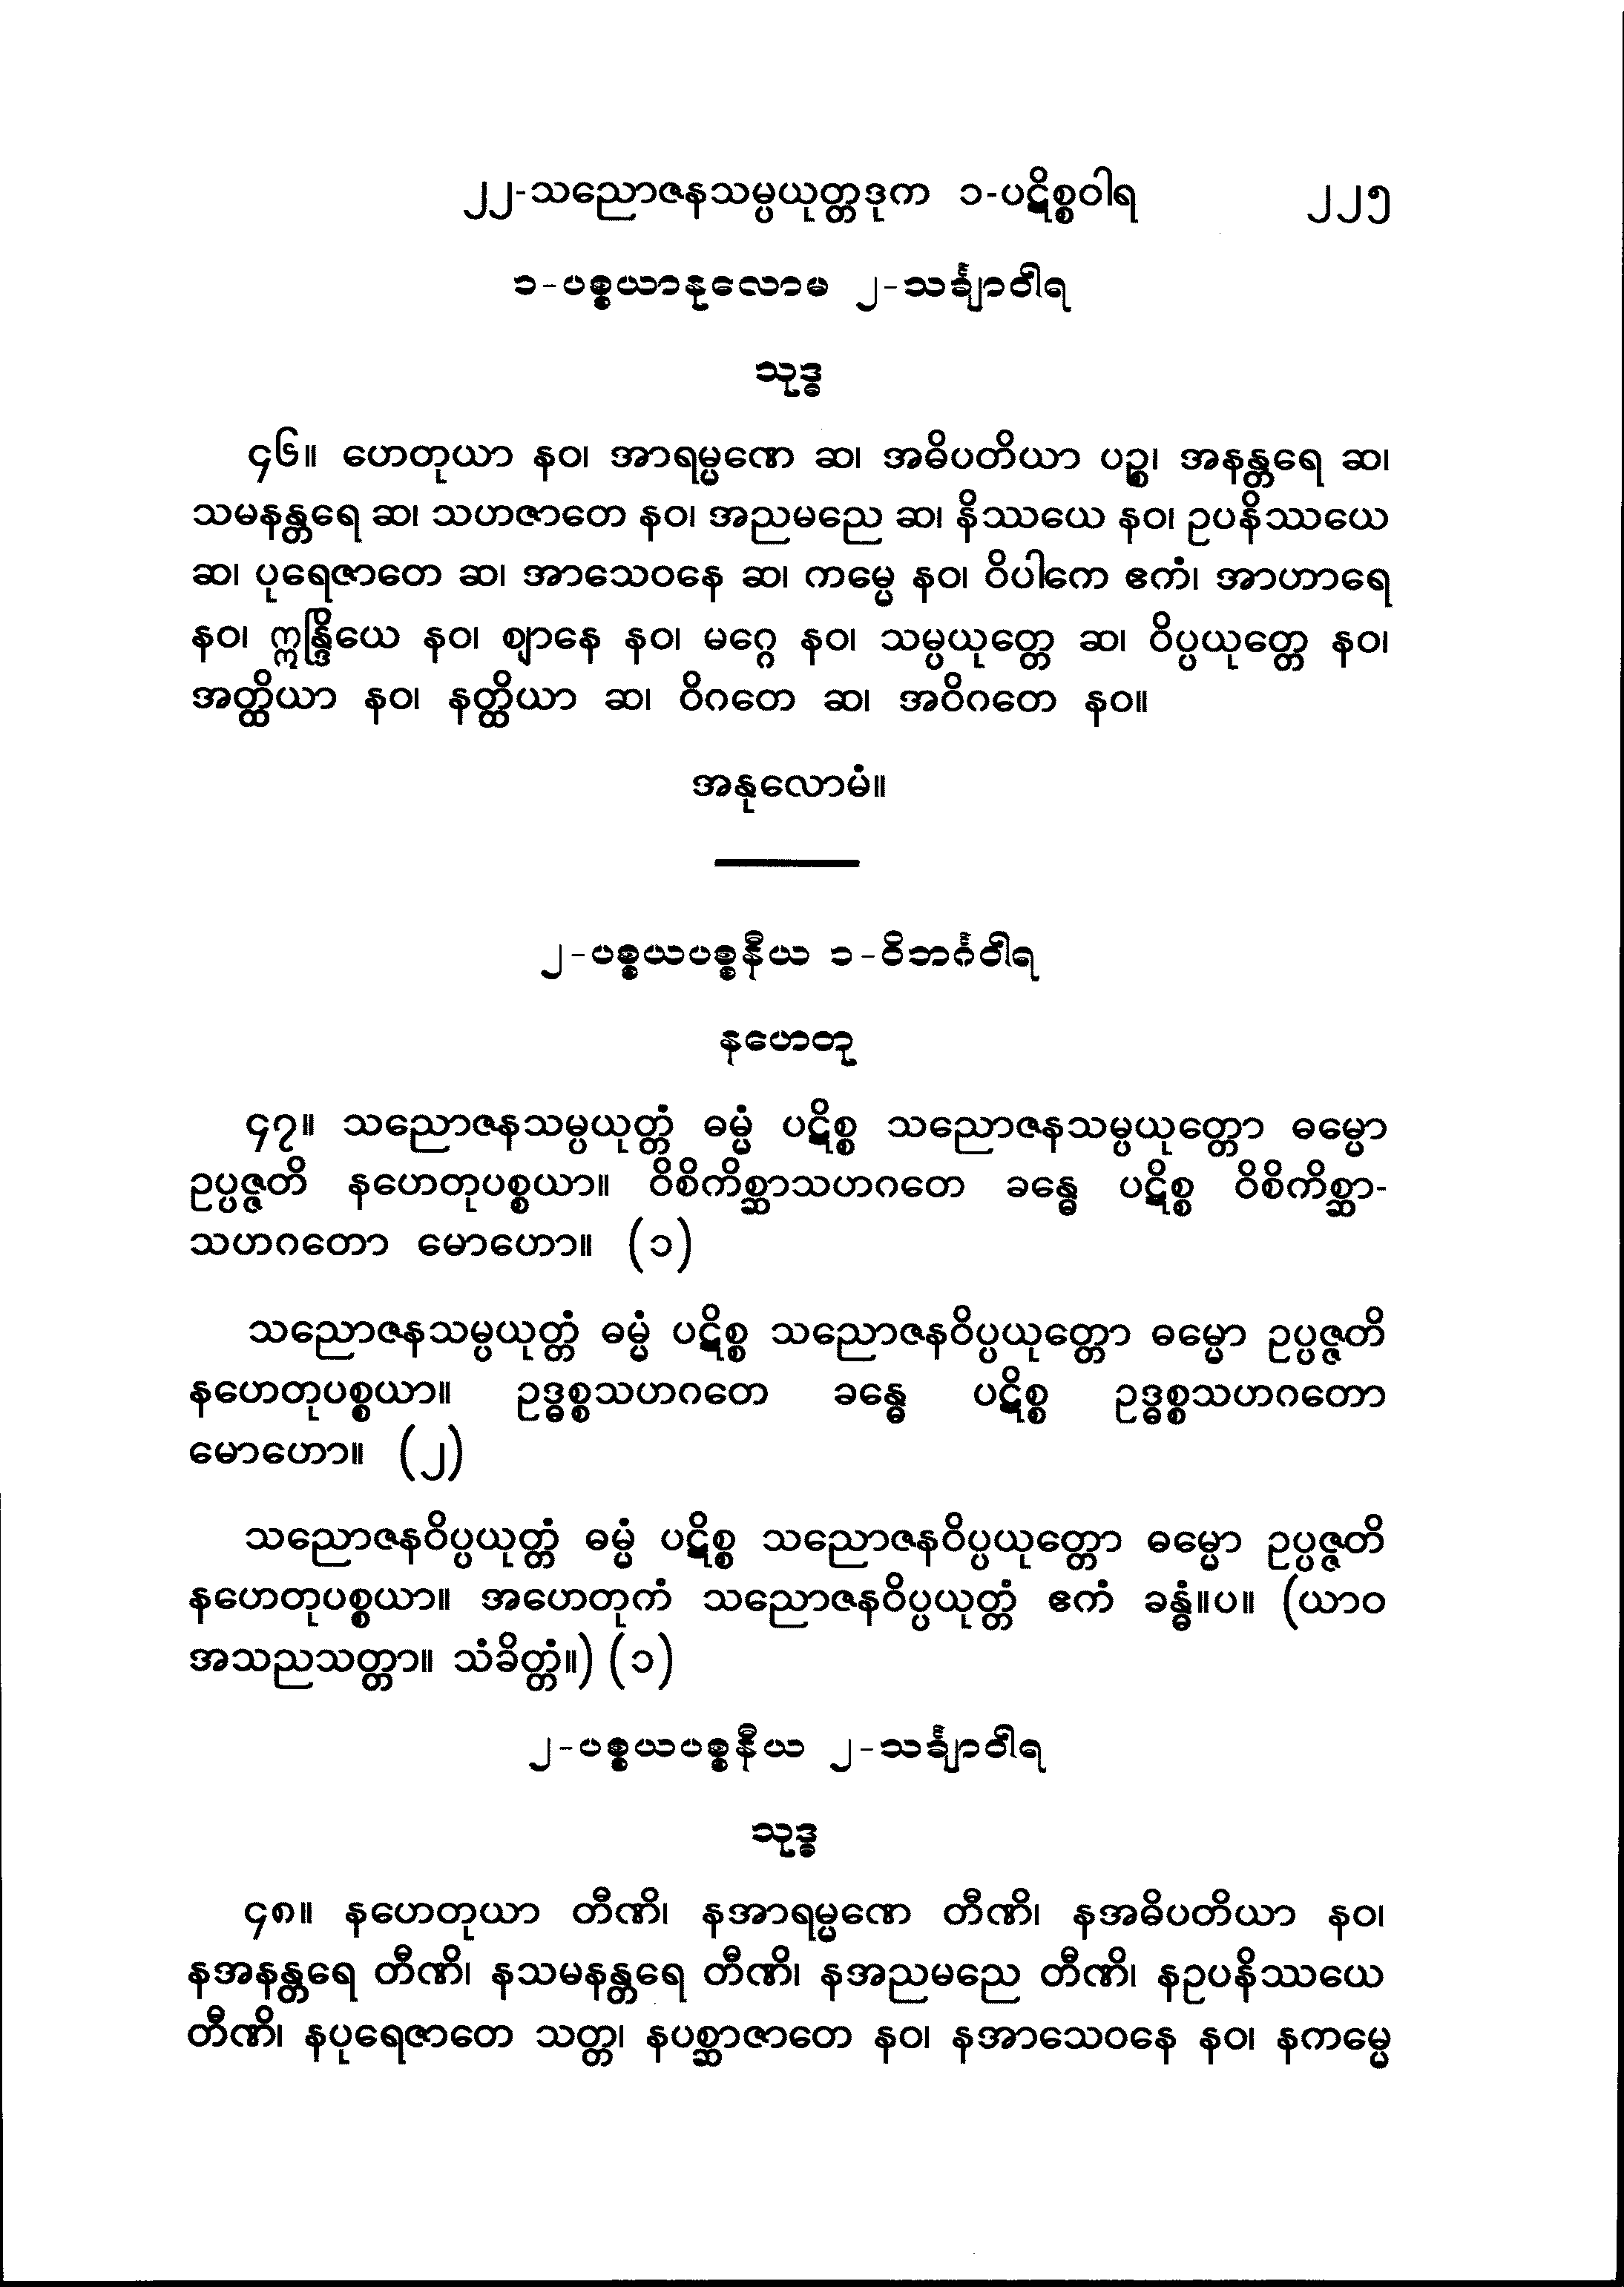 ၂၂-သညောဇနသမ္ပယုတ္တဒုက ၁-ပဋိစ္စဝါရ ၂၂၅
၁-ပစ္စယာနုလောမ ၂-သင်္ချာဝါရ
သုဒ္ဓ
၄၆။ ဟေတုယာ နဝ၊ အာရမ္မဏေ ဆ၊ အဓိပတိယာ ပဉ္စ၊ အနန္တရေ ဆ၊
သမနန္တရေ ဆ၊ သဟဇာတေ နဝ၊ အညမညေ ဆ၊ နိဿယေ နဝ၊ ဥပနိဿယေ
ဆ၊ ပုရေဇာတေ ဆ၊ အာသေဝနေ ဆ၊ ကမ္မေ နဝ၊ ဝိပါကေ ဧကံ၊ အာဟာရေ
နဝ၊ ဣန္ဒြိယေ နဝ၊ ဈာနေ နဝ၊ မဂ္ဂေ နဝ၊ သမ္ပယုတ္တေ ဆ၊ ဝိပ္ပယုတ္တေ နဝ၊
အတ္ထိယာ နဝ၊ နတ္ထိယာ ဆ၊ ဝိဂတေ ဆ၊ အဝိဂတေ နဝ။
အနုလောမံ။
၂-ပစ္စယပစ္စနီယ ၁-ဝိဘင်္ဂဝါရ
နဟေတု
၄၇။ သညောဇနသမ္ပယုတ္တံ ဓမ္မံ ပဋိစ္စ သညောဇနသမ္ပယုတ္တော ဓမ္မော
ဥပ္ပဇ္ဇတိ နဟေတုပစ္စယာ။ ဝိစိကိစ္ဆာသဟဂတေ ခန္ဓေ ပဋိစ္စ ဝိစိကိစ္ဆာ-
သဟဂတော မောဟော။ (၁)
သညောဇနသမ္ပယုတ္တံ ဓမ္မံ ပဋိစ္စ သညောဇနဝိပ္ပယုတ္တော ဓမ္မော ဥပ္ပဇ္ဇတိ
နဟေတုပစ္စယာ။ ဥဒ္ဓစ္စသဟဂတေ ခန္ဓေ ပဋိစ္စ ဥဒ္ဓစ္စသဟဂတော
မောဟော။ (၂)
သညောဇနဝိပ္ပယုတ္တံ ဓမ္မံ ပဋိစ္စ သညောဇနဝိပ္ပယုတ္တော ဓမ္မော ဥပ္ပဇ္ဇတိ
နဟေတုပစ္စယာ။ အဟေတုကံ သညောဇနဝိပ္ပယုတ္တံ ဧကံ ခန္ဓံ။ပ။ (ယာဝ
အသညသတ္တာ။ သံခိတ္တံ။) (၁)
၂-ပစ္စယပစ္စနီယ ၂-သင်္ချာဝါရ
သုဒ္ဓ
၄၈။ နဟေတုယာ တီဏိ၊ နအာရမ္မဏေ တီဏိ၊ နအဓိပတိယာ နဝ၊
နအနန္တရေ တီဏိ၊ နသမနန္တရေ တီဏိ၊ နအညမညေ တီဏိ၊ နဥပနိဿယေ
တီဏိ၊ နပုရေဇာတေ သတ္တ၊ နပစ္ဆာဇာတေ နဝ၊ နအာသေဝနေ နဝ၊ နကမ္မေ